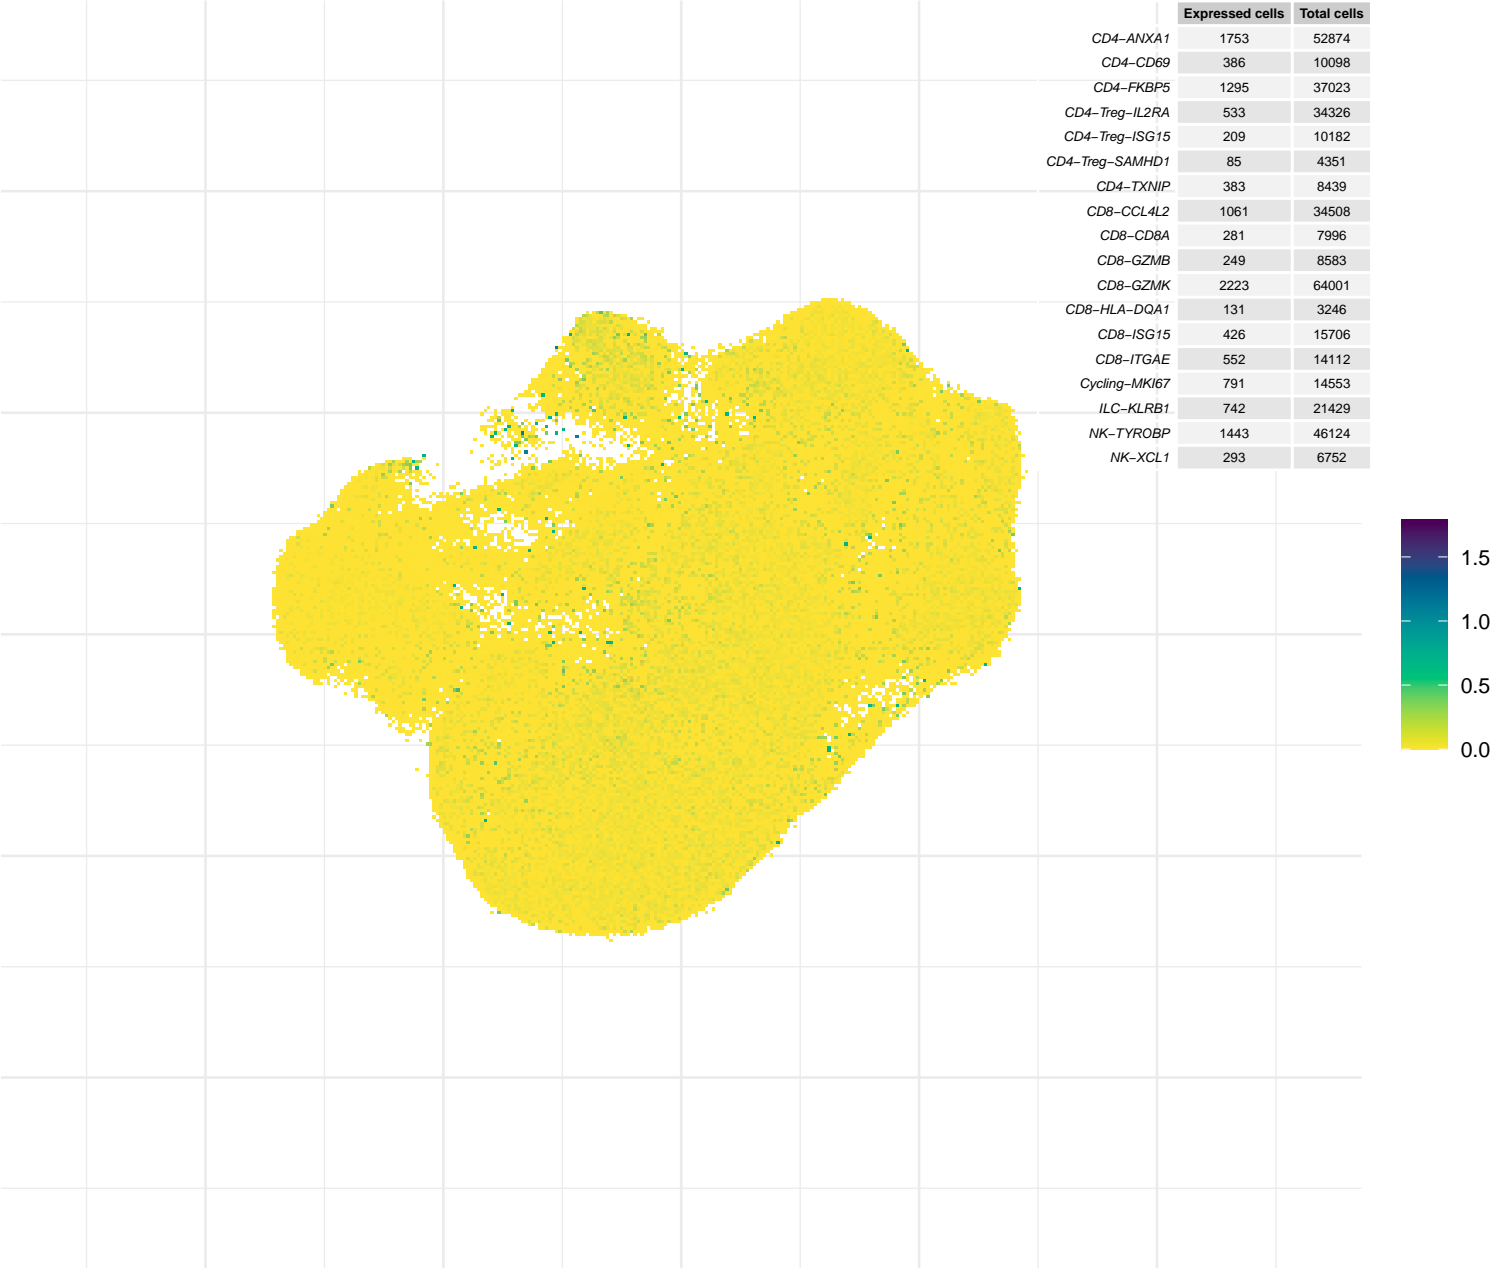 Expressed cells Total cells
CD4−ANXA1 1753 52874
CD4−CD69 386 10098
CD4−FKBP5 1295 37023
CD4−Treg−IL2RA 533 34326
CD4−Treg−ISG15 209 10182
CD4−Treg−SAMHD1 85 4351
CD4−TXNIP 383 8439
CD8−CCL4L2 1061 34508
CD8−CD8A 281 7996
CD8−GZMB 249 8583
CD8−GZMK 2223 64001
CD8−HLA−DQA1 131 3246
CD8−ISG15 426 15706
CD8−ITGAE 552 14112
Cycling−MKI67 791 14553
ILC−KLRB1 742 21429
NK−TYROBP 1443 46124
NK−XCL1 293 6752
1.5
1.0
0.5
0.0